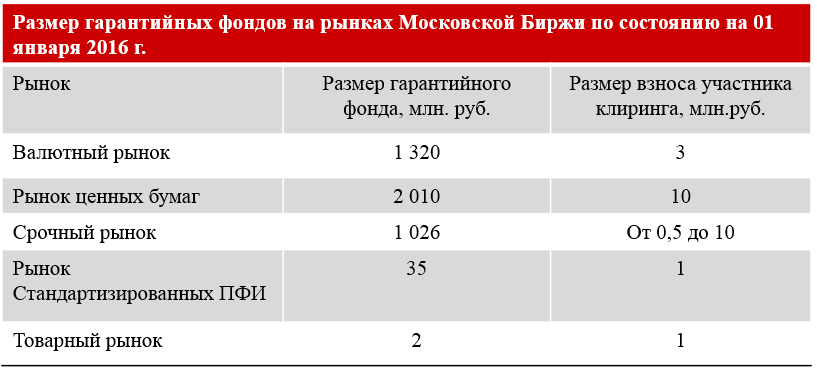 Размер гарантийных фондов на рынках Московской Биржи по состоянию на 01
января 2016 г.
Рынок
Размер гарантийного
фонда, млн. руб.
Размер взноса участника
клиринга, млн.руб.
Валютный рынок
1 320
3
Рынок ценных бумаг
2 010
10
Срочный рынок
1 026
От 0,5 до 10
Рынок
Стандартизированных ПФИ
35
1
Товарный рынок
2
1